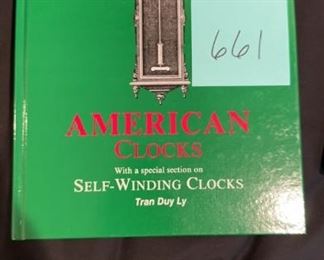 661
AMERICAN
CLOCKS
With a special section on
SELF-WINDING CLOCKS
Tran Duy Ly